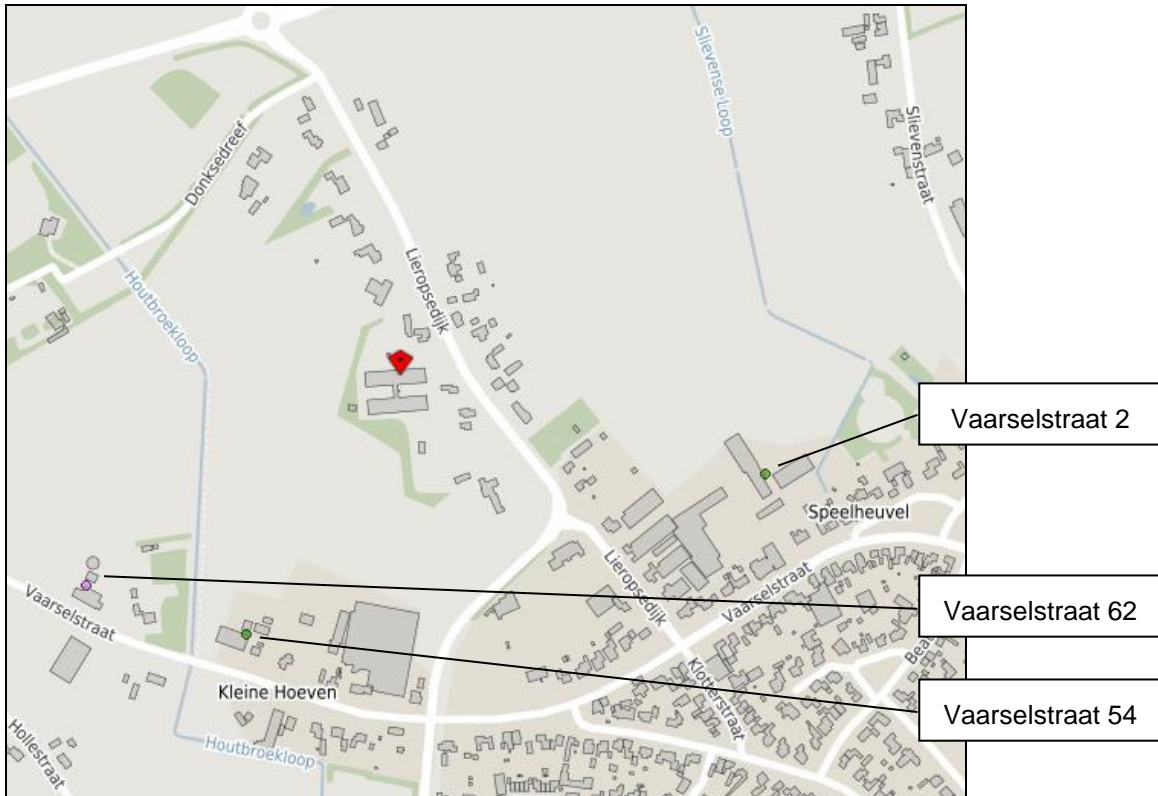 Slievense Loop
Slievenstraat
Donksedreef
Houtbroekloop
Lieropsedijk
Vaarselstraat 2
Speelheuvel
Lieropsedijk
Vaarselstraat
Vaarselstraat 62
Vaarselstraat
Klotterstraat
Kleine Hoeven
Vaarselstraat 54
Hollestraat
Houtbroekloop